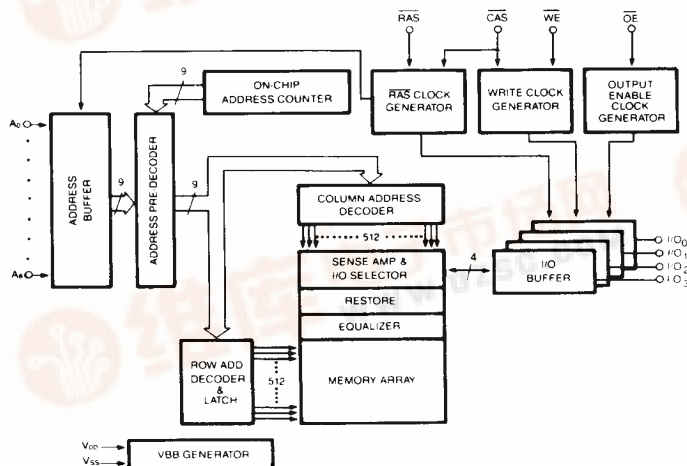 RAS
CAS
WE
OE
9
ON-CHIP
ADDRESS COUNTER
RAS CLOCK
GENERATOR
WRITE CLOCK
GENERATOR
OUTPUT
ENABLE
CLOCK
GENERATOR
A0
ADDRESS
BUFFER
9
ADDRESS PRE-DECODER
9
COLUMN ADDRESS
DECODER
512
SENSE AMP &
I/O SELECTOR
4
I/O
BUFFER
I/O0
I/O1
I/O2
I/O3
A8
RESTORE
EQUALIZER
ROW ADD
DECODER
&
LATCH
512
MEMORY ARRAY
VDD
VSS
VBB GENERATOR